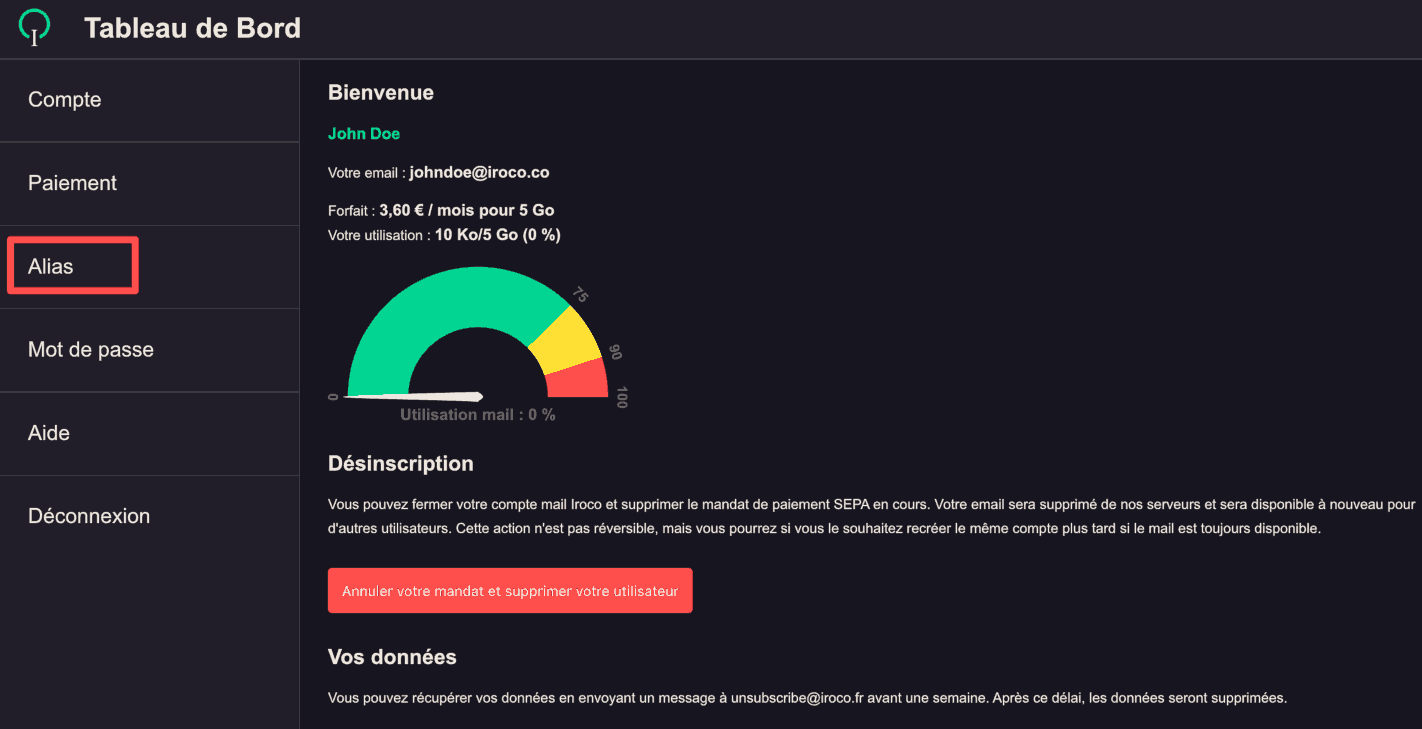 I
Tableau de Bord
Compte
Paiement
Alias
Mot de passe
Aide
Déconnexion
Bienvenue
John Doe
Votre email : johndoe@iroco.co
Forfait : 3,60 € / mois pour 5 Go
Votre utilisation : 10 Ko/5 Go (0 %)
0
75
90
100
Utilisation mail : 0 %
Désinscription
Vous pouvez fermer votre compte mail Iroco et supprimer le mandat de paiement SEPA en cours. Votre email sera supprimé de nos serveurs et sera disponible à nouveau pour
d'autres utilisateurs. Cette action n'est pas réversible, mais vous pourrez si vous le souhaitez recréer le même compte plus tard si le mail est toujours disponible.
Annuler votre mandat et supprimer votre utilisateur
Vos données
Vous pouvez récupérer vos données en envoyant un message à unsubscribe@iroco.fr avant une semaine. Après ce délai, les données seront supprimées.